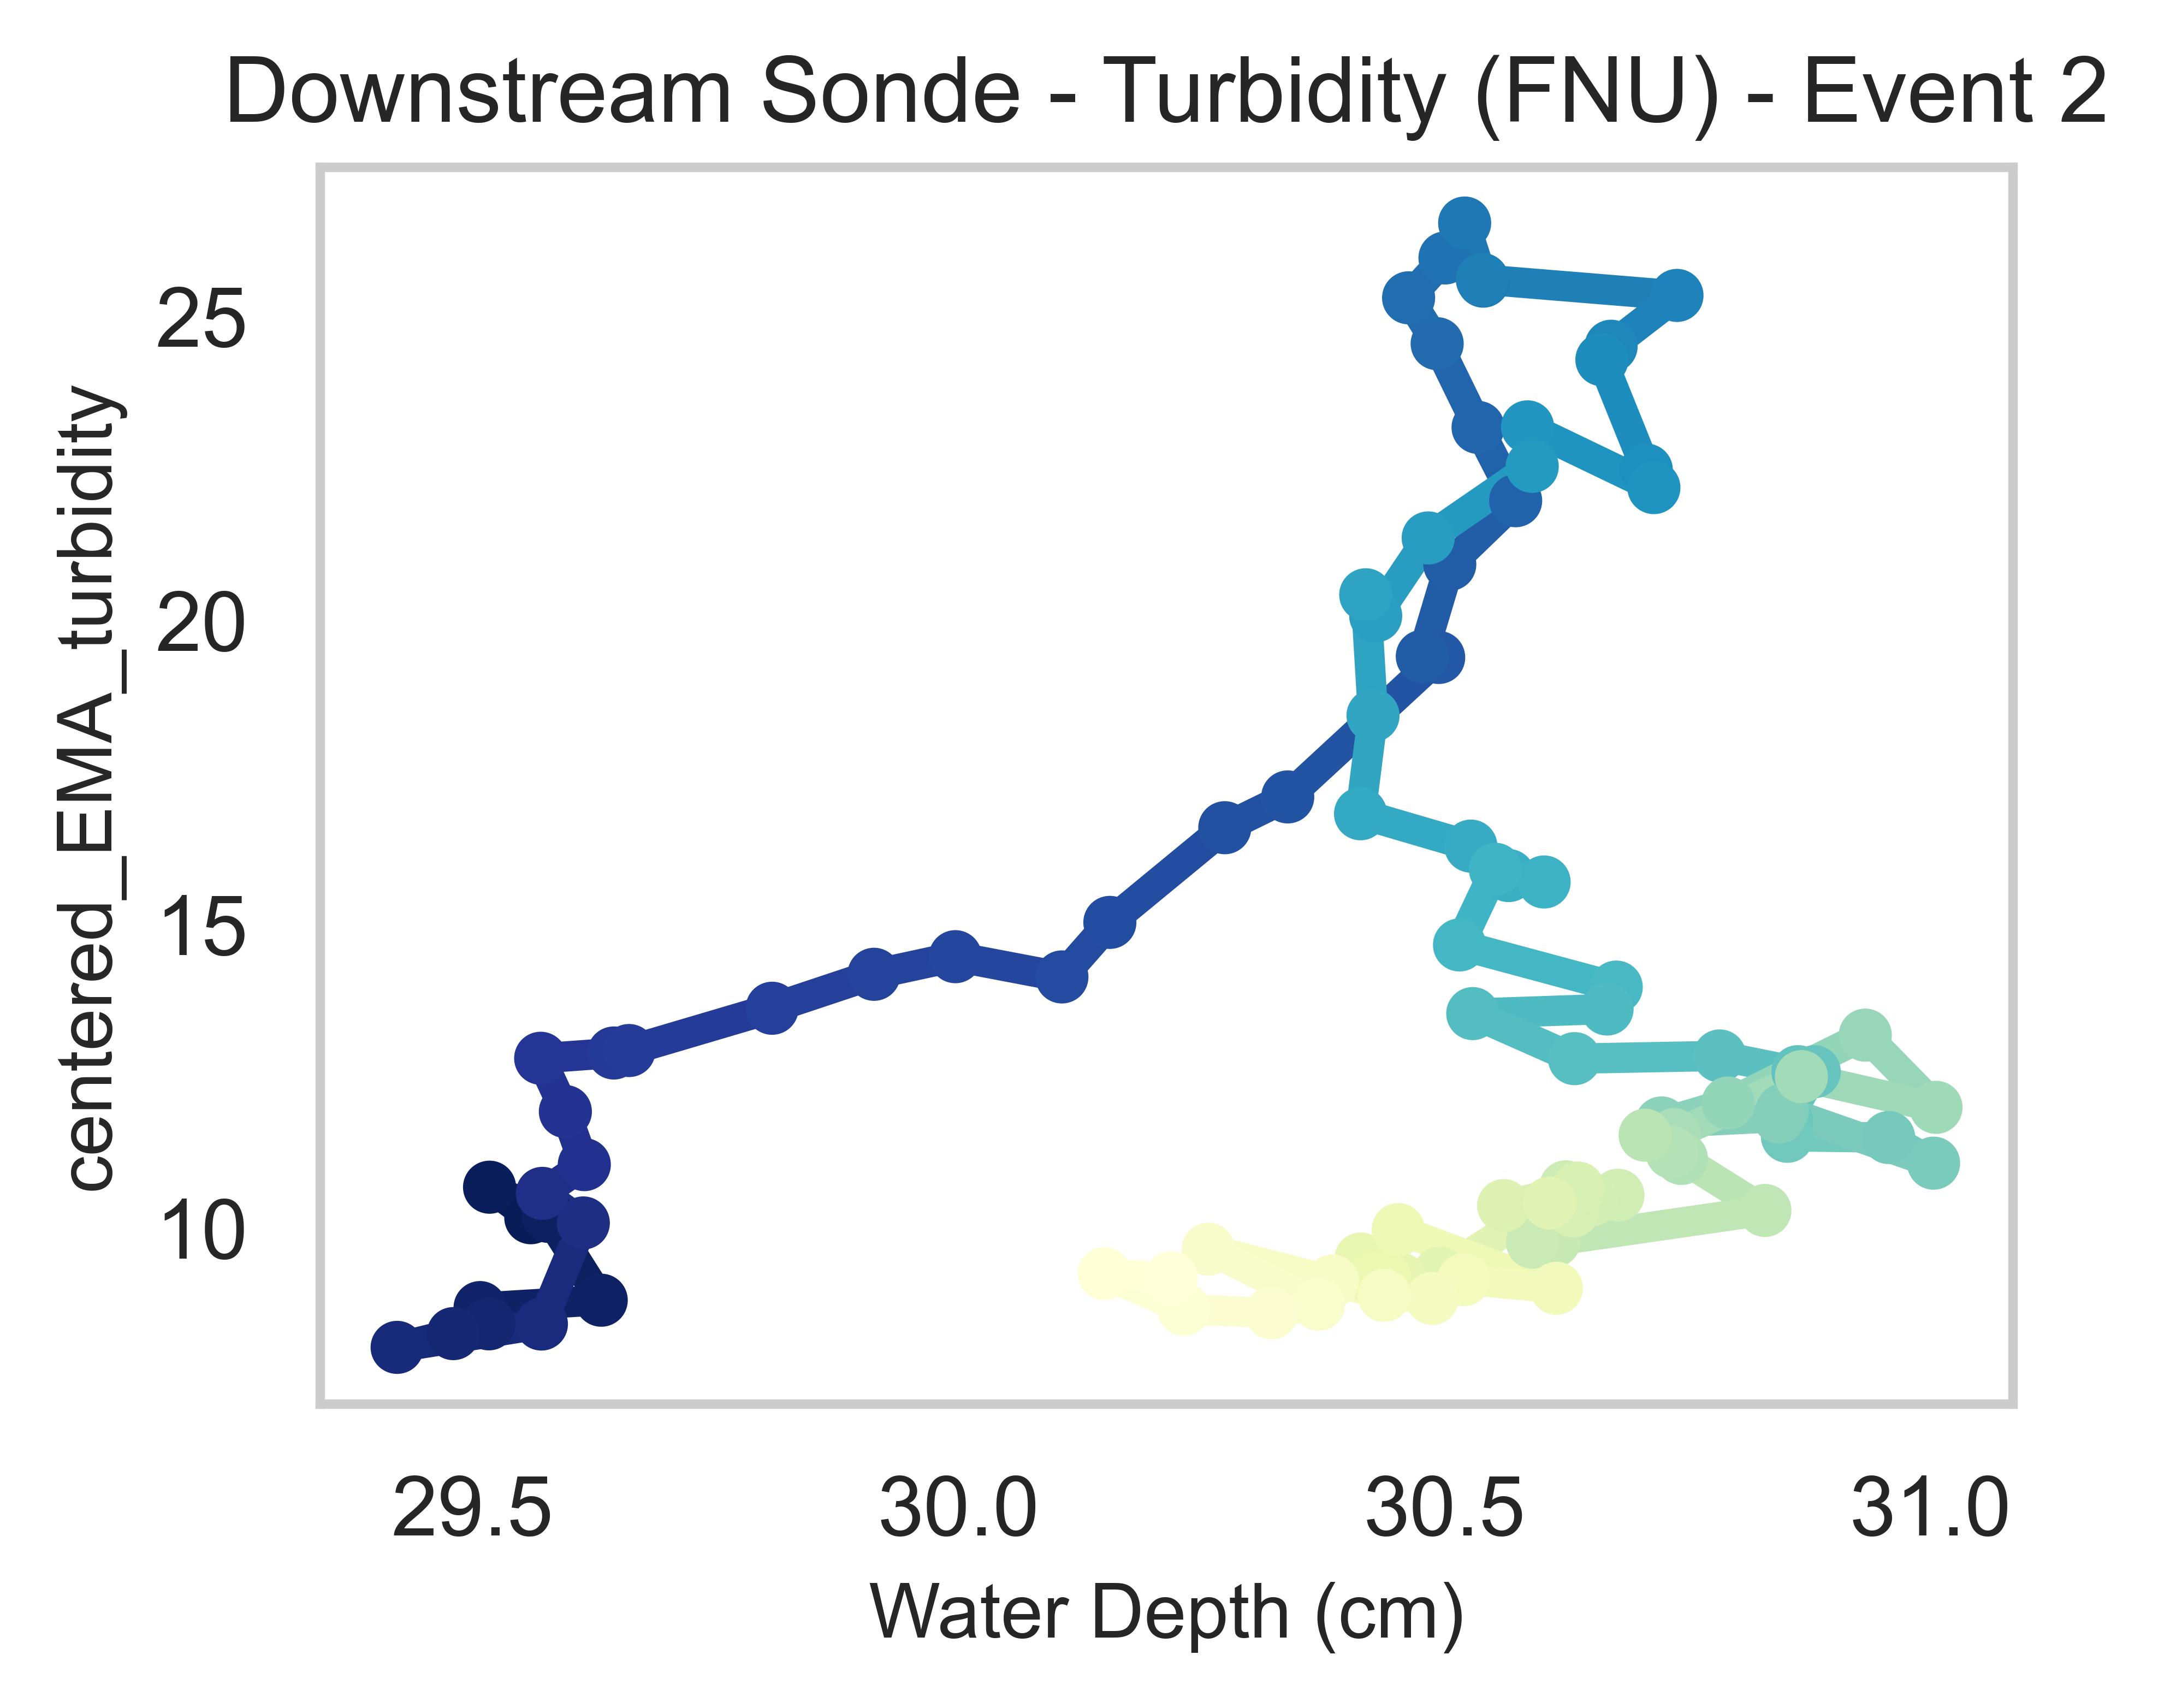 Downstream Sonde - Turbidity (FNU) - Event 2
centered_EMA_turbidity
25
20
15
10
29.5 30.0 30.5 31.0
Water Depth (cm)